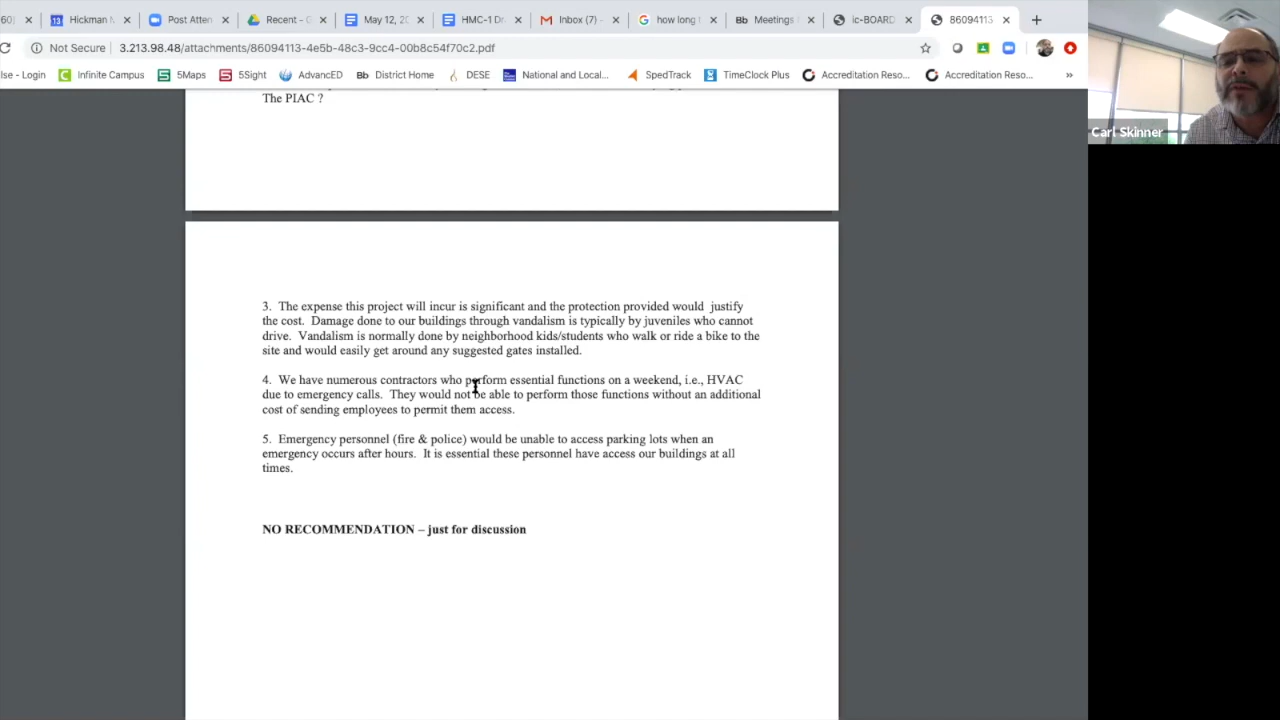 60)
Hickman M
Post Atten
Recent - G
May 12, 20
HMC-1 Dr
Inbox (7) -
how long
Meetings
ic-BOARD
86094113
Not Secure
3.213.98.48/attachments/86094113-4e5b-48c3-9cc4-00b8c54f70c2.pdf
lse - Login
Infinite Campus
5Maps
5Sight
AdvancED
District Home
DESE
National and Local...
SpedTrack
TimeClock Plus
Accreditation Reso...
Accreditation Reso...
»
Carl Skinner
The PIAC ?
3. The expense this project will incur is significant and the protection provided would justify
the cost. Damage done to our buildings through vandalism is typically by juveniles who cannot
drive. Vandalism is normally done by neighborhood kids/students who walk or ride a bike to the
site and would easily get around any suggested gates installed.
4. We have numerous contractors who perform essential functions on a weekend, i.e., HVAC
due to emergency calls. They would not be able to perform those functions without an additional
cost of sending employees to permit them access.
5. Emergency personnel (fire & police) would be unable to access parking lots when an
emergency occurs after hours. It is essential these personnel have access our buildings at all
times.
NO RECOMMENDATION – just for discussion